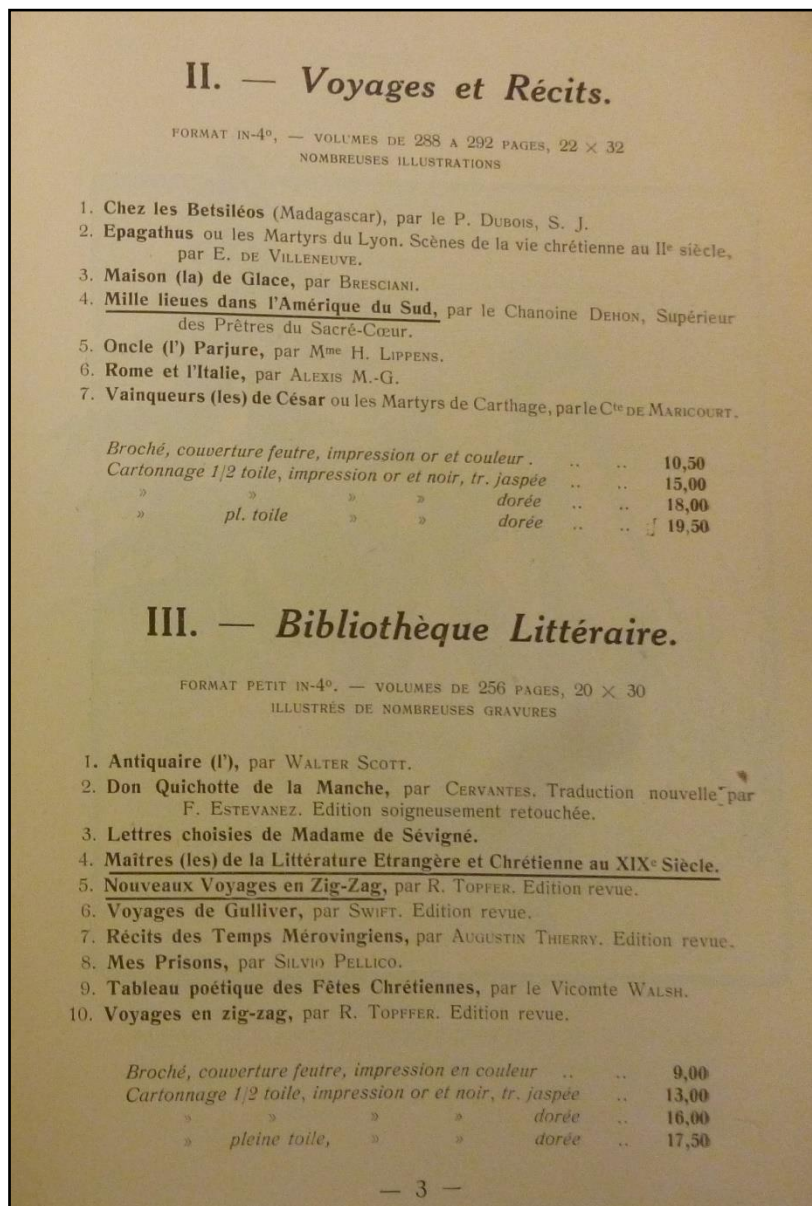 II. — Voyages et Récits.
FORMAT IN-4º, — VOLUMES DE 288 A 292 PAGES, 22 × 32
NOMBREUSES ILLUSTRATIONS
1. Chez les Betsiléos (Madagascar), par le P. DUBOIS, S. J.
2. Epagathus ou les Martyrs du Lyon. Scènes de la vie chrétienne au IIe siècle,
par E. DE VILLENEUVE.
3. Maison (la) de Glace, par BRESCIANI.
4. Mille lieues dans l'Amérique du Sud, par le Chanoine DEHON, Supérieur
des Prêtres du Sacré-Cœur.
5. Oncle (l') Parjure, par Mme H. LIPPENS.
6. Rome et l'Italie, par ALEXIS M.-G.
7. Vainqueurs (les) de César ou les Martyrs de Carthage, par le Cte DE MARICOURT.
Broché, couverture feutre, impression or et couleur . .. .. 10,50
Cartonnage 1/2 toile, impression or et noir, tr. jaspée .. .. 15,00
» » » » dorée .. .. 18,00
» pl. toile » » dorée .. .. 19,50
III. — Bibliothèque Littéraire.
FORMAT PETIT IN-4º. — VOLUMES DE 256 PAGES, 20 × 30
ILLUSTRÉS DE NOMBREUSES GRAVURES
1. Antiquaire (l'), par WALTER SCOTT.
2. Don Quichotte de la Manche, par CERVANTES. Traduction nouvelle par
F. ESTEVANEZ. Edition soigneusement retouchée.
3. Lettres choisies de Madame de Sévigné.
4. Maîtres (les) de la Littérature Etrangère et Chrétienne au XIXe Siècle.
5. Nouveaux Voyages en Zig-Zag, par R. TOPFER. Edition revue.
6. Voyages de Gulliver, par SWIFT. Edition revue.
7. Récits des Temps Mérovingiens, par AUGUSTIN THIERRY. Edition revue.
8. Mes Prisons, par SILVIO PELLICO.
9. Tableau poétique des Fêtes Chrétiennes, par le Vicomte WALSH.
10. Voyages en zig-zag, par R. TOPFFER. Edition revue.
Broché, couverture feutre, impression en couleur .. .. 9,00
Cartonnage 1/2 toile, impression or et noir, tr. jaspée .. 13,00
» » » » dorée .. 16,00
» pleine toile, » » dorée .. 17,50
— 3 —